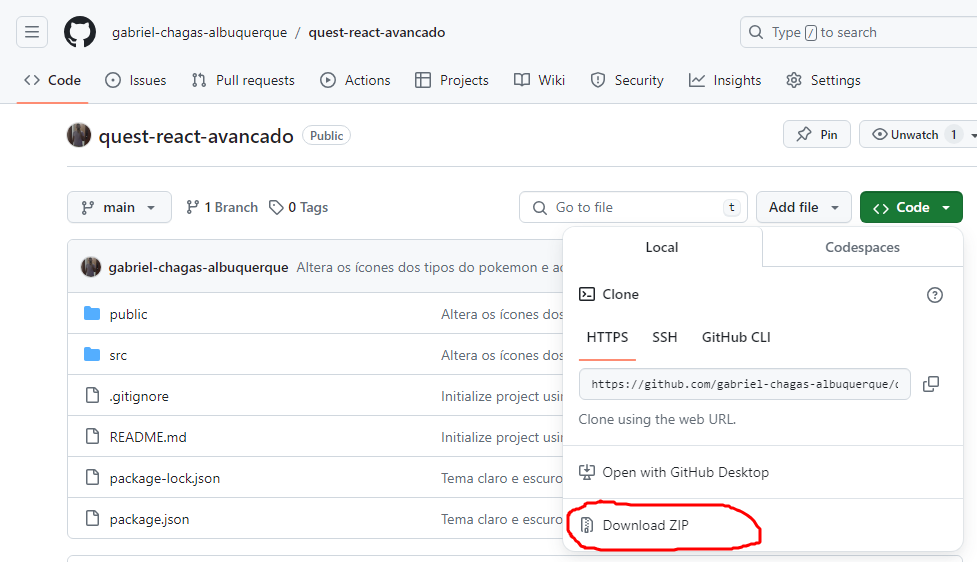 gabriel-chagas-albuquerque / quest-react-avancado
Type / to search
Code Issues Pull requests Actions Projects Wiki Security Insights Settings
quest-react-avancado Public
Pin Unwatch 1
main 1 Branch 0 Tags
Go to file t Add file Code
Local Codespaces
gabriel-chagas-albuquerque Altera os ícones dos tipos do pokemon e
Clone
public Altera os ícones dos
HTTPS SSH GitHub CLI
src Altera os ícones dos
https://github.com/gabriel-chagas-albuquerque/
.gitignore Initialize project
Clone using the web URL.
README.md Initialize project
Open with GitHub Desktop
package-lock.json Tema claro e escuro
package.json Tema claro e escuro
Download ZIP